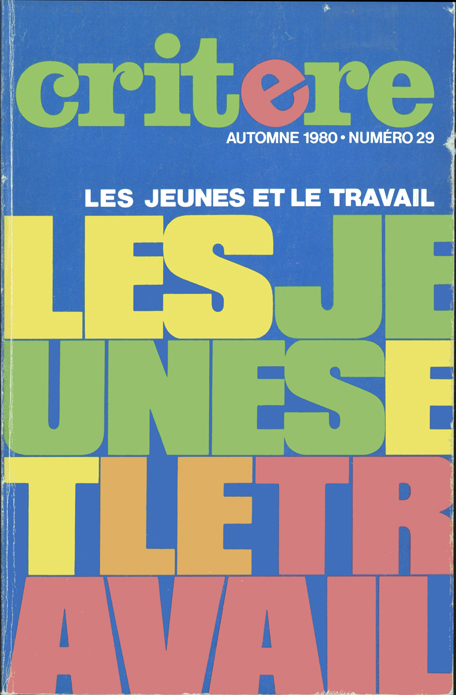 critere
AUTOMNE 1980 • NUMÉRO 29
LES JEUNES ET LE TRAVAIL
LESJE
UNESE
TLETR
AVAIL